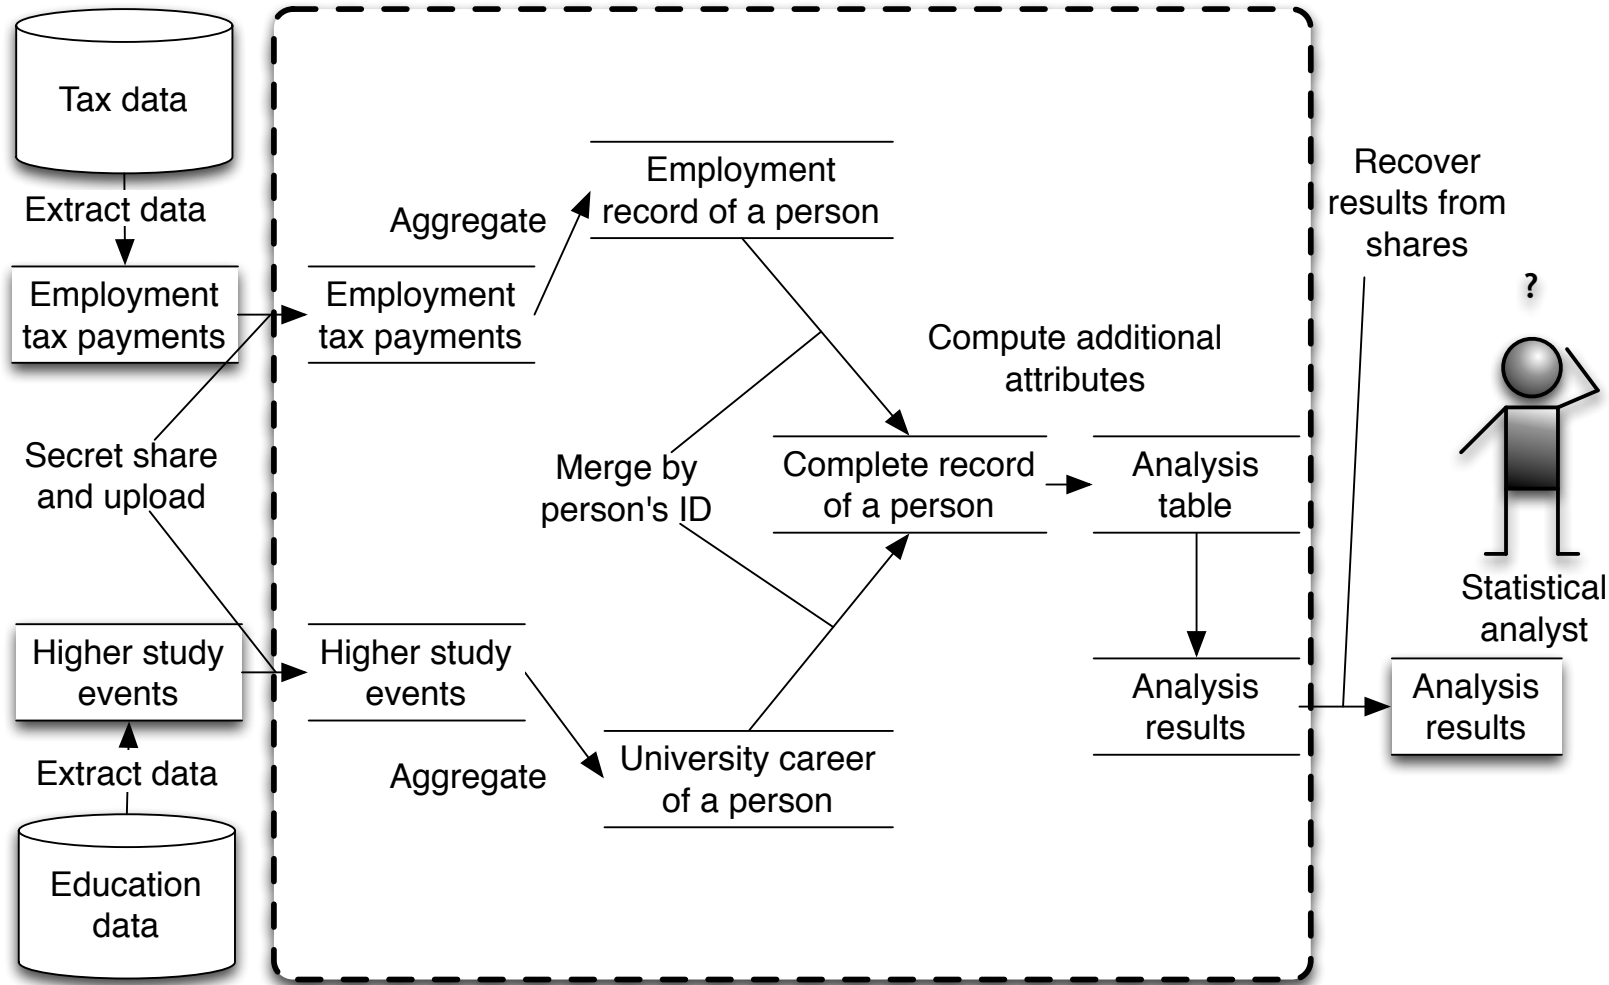 Tax data
Extract data
Employment
tax payments
Secret share
and upload
Higher study
events
Extract data
Education
data
Aggregate
Employment
tax payments
Employment
record of a person
Merge by
person's ID
Higher study
events
Aggregate
University career
of a person
Compute additional
attributes
Complete record
of a person
Analysis
table
Analysis
results
Recover
results from
shares
?
Statistical
analyst
Analysis
results